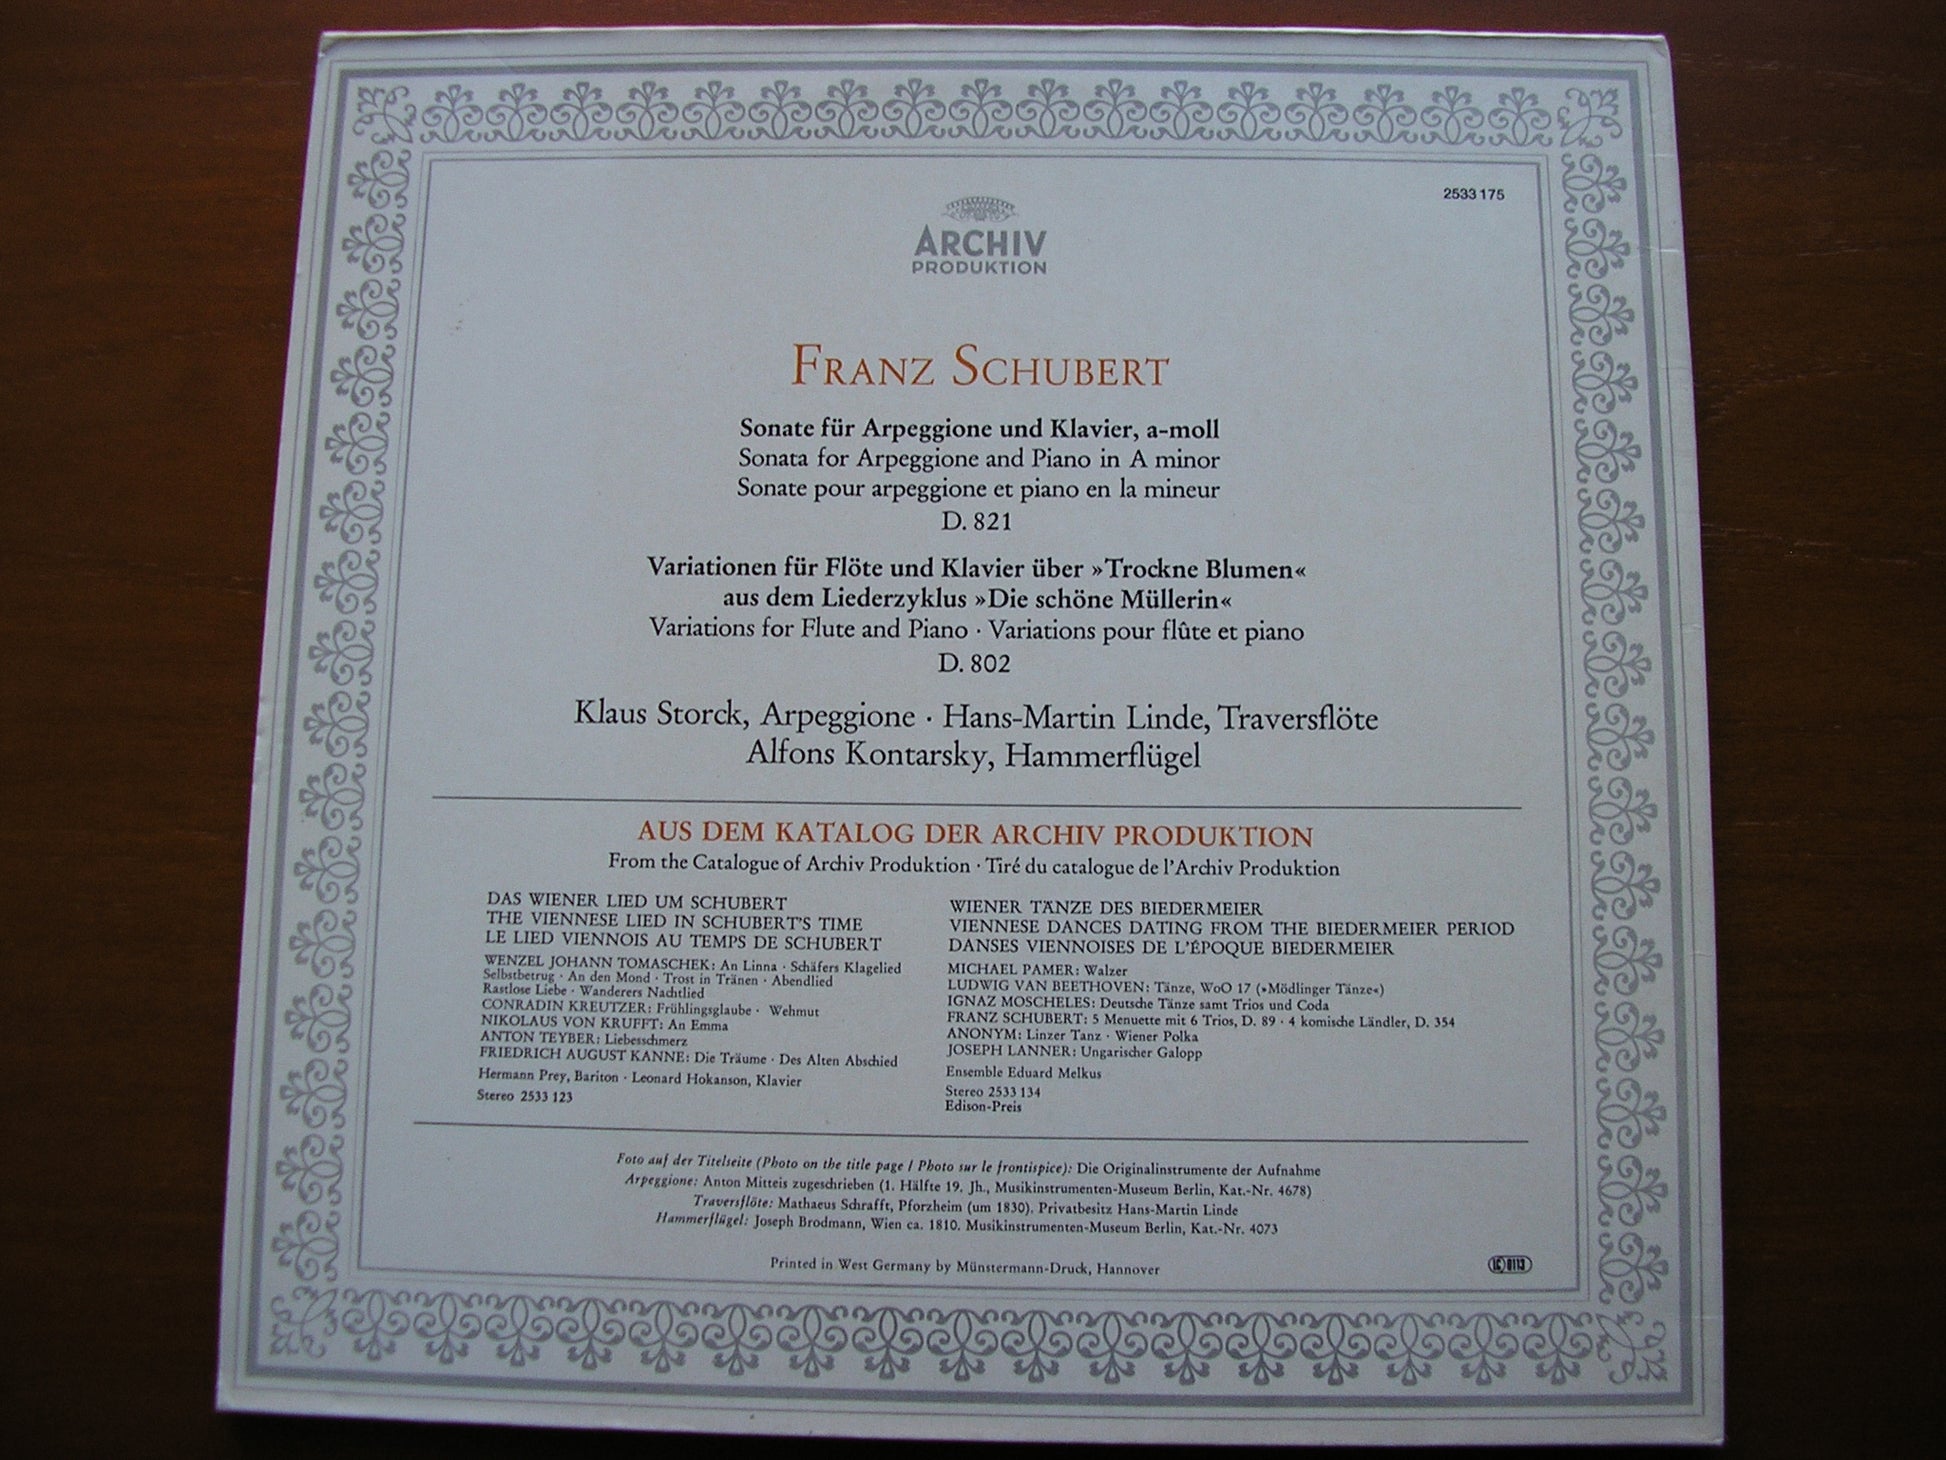 2533 175
ARCHIV
PRODUKTION
FRANZ SCHUBERT
Sonate für Arpeggione und Klavier, a-moll
Sonata for Arpeggione and Piano in A minor
Sonate pour arpeggione et piano en la mineur
D. 821
Variationen für Flöte und Klavier über »Trockne Blumen«
aus dem Liederzyklus »Die schöne Müllerin«
Variations for Flute and Piano · Variations pour flûte et piano
D. 802
Klaus Storck, Arpeggione · Hans-Martin Linde, Traversflöte
Alfons Kontarsky, Hammerflügel
AUS DEM KATALOG DER ARCHIV PRODUKTION
From the Catalogue of Archiv Produktion · Tiré du catalogue de l'Archiv Produktion
DAS WIENER LIED UM SCHUBERT
THE VIENNESE LIED IN SCHUBERT'S TIME
LE LIED VIENNOIS AU TEMPS DE SCHUBERT
WENZEL JOHANN TOMASCHEK: An Linna · Schäfers Klagelied
Selbstbetrug · An den Mond · Trost in Tränen · Abendlied
Rastlose Liebe · Wanderers Nachtlied
CONRADIN KREUTZER: Frühlingsglaube · Wehmut
NIKOLAUS VON KRUFFT: An Emma
ANTON TEYBER: Liebesschmerz
FRIEDRICH AUGUST KANNE: Die Träume · Des Alten Abschied
Hermann Prey, Bariton · Leonard Hokanson, Klavier
Stereo 2533 123
WIENER TÄNZE DES BIEDERMEIER
VIENNESE DANCES DATING FROM THE BIEDERMEIER PERIOD
DANSES VIENNOISES DE L'ÉPOQUE BIEDERMEIER
MICHAEL PAMER: Walzer
LUDWIG VAN BEETHOVEN: Tänze, WoO 17 (»Mödlinger Tänze«)
IGNAZ MOSCHELES: Deutsche Tänze samt Trios und Coda
FRANZ SCHUBERT: 5 Menuette mit 6 Trios, D. 89 · 4 komische Ländler, D. 354
ANONYM: Linzer Tanz · Wiener Polka
JOSEPH LANNER: Ungarischer Galopp
Ensemble Eduard Melkus
Stereo 2533 134
Edison-Preis
Foto auf der Titelseite (Photo on the title page / Photo sur le frontispice): Die Originalinstrumente der Aufnahme
Arpeggione: Anton Mitteis zugeschrieben (1. Hälfte 19. Jh., Musikinstrumenten-Museum Berlin, Kat.-Nr. 4678)
Traversflöte: Mathaeus Schrafft, Pforzheim (um 1830). Privatbesitz Hans-Martin Linde
Hammerflügel: Joseph Brodmann, Wien ca. 1810. Musikinstrumenten-Museum Berlin, Kat.-Nr. 4073
Printed in West Germany by Münstermann-Druck, Hannover
LC 0113